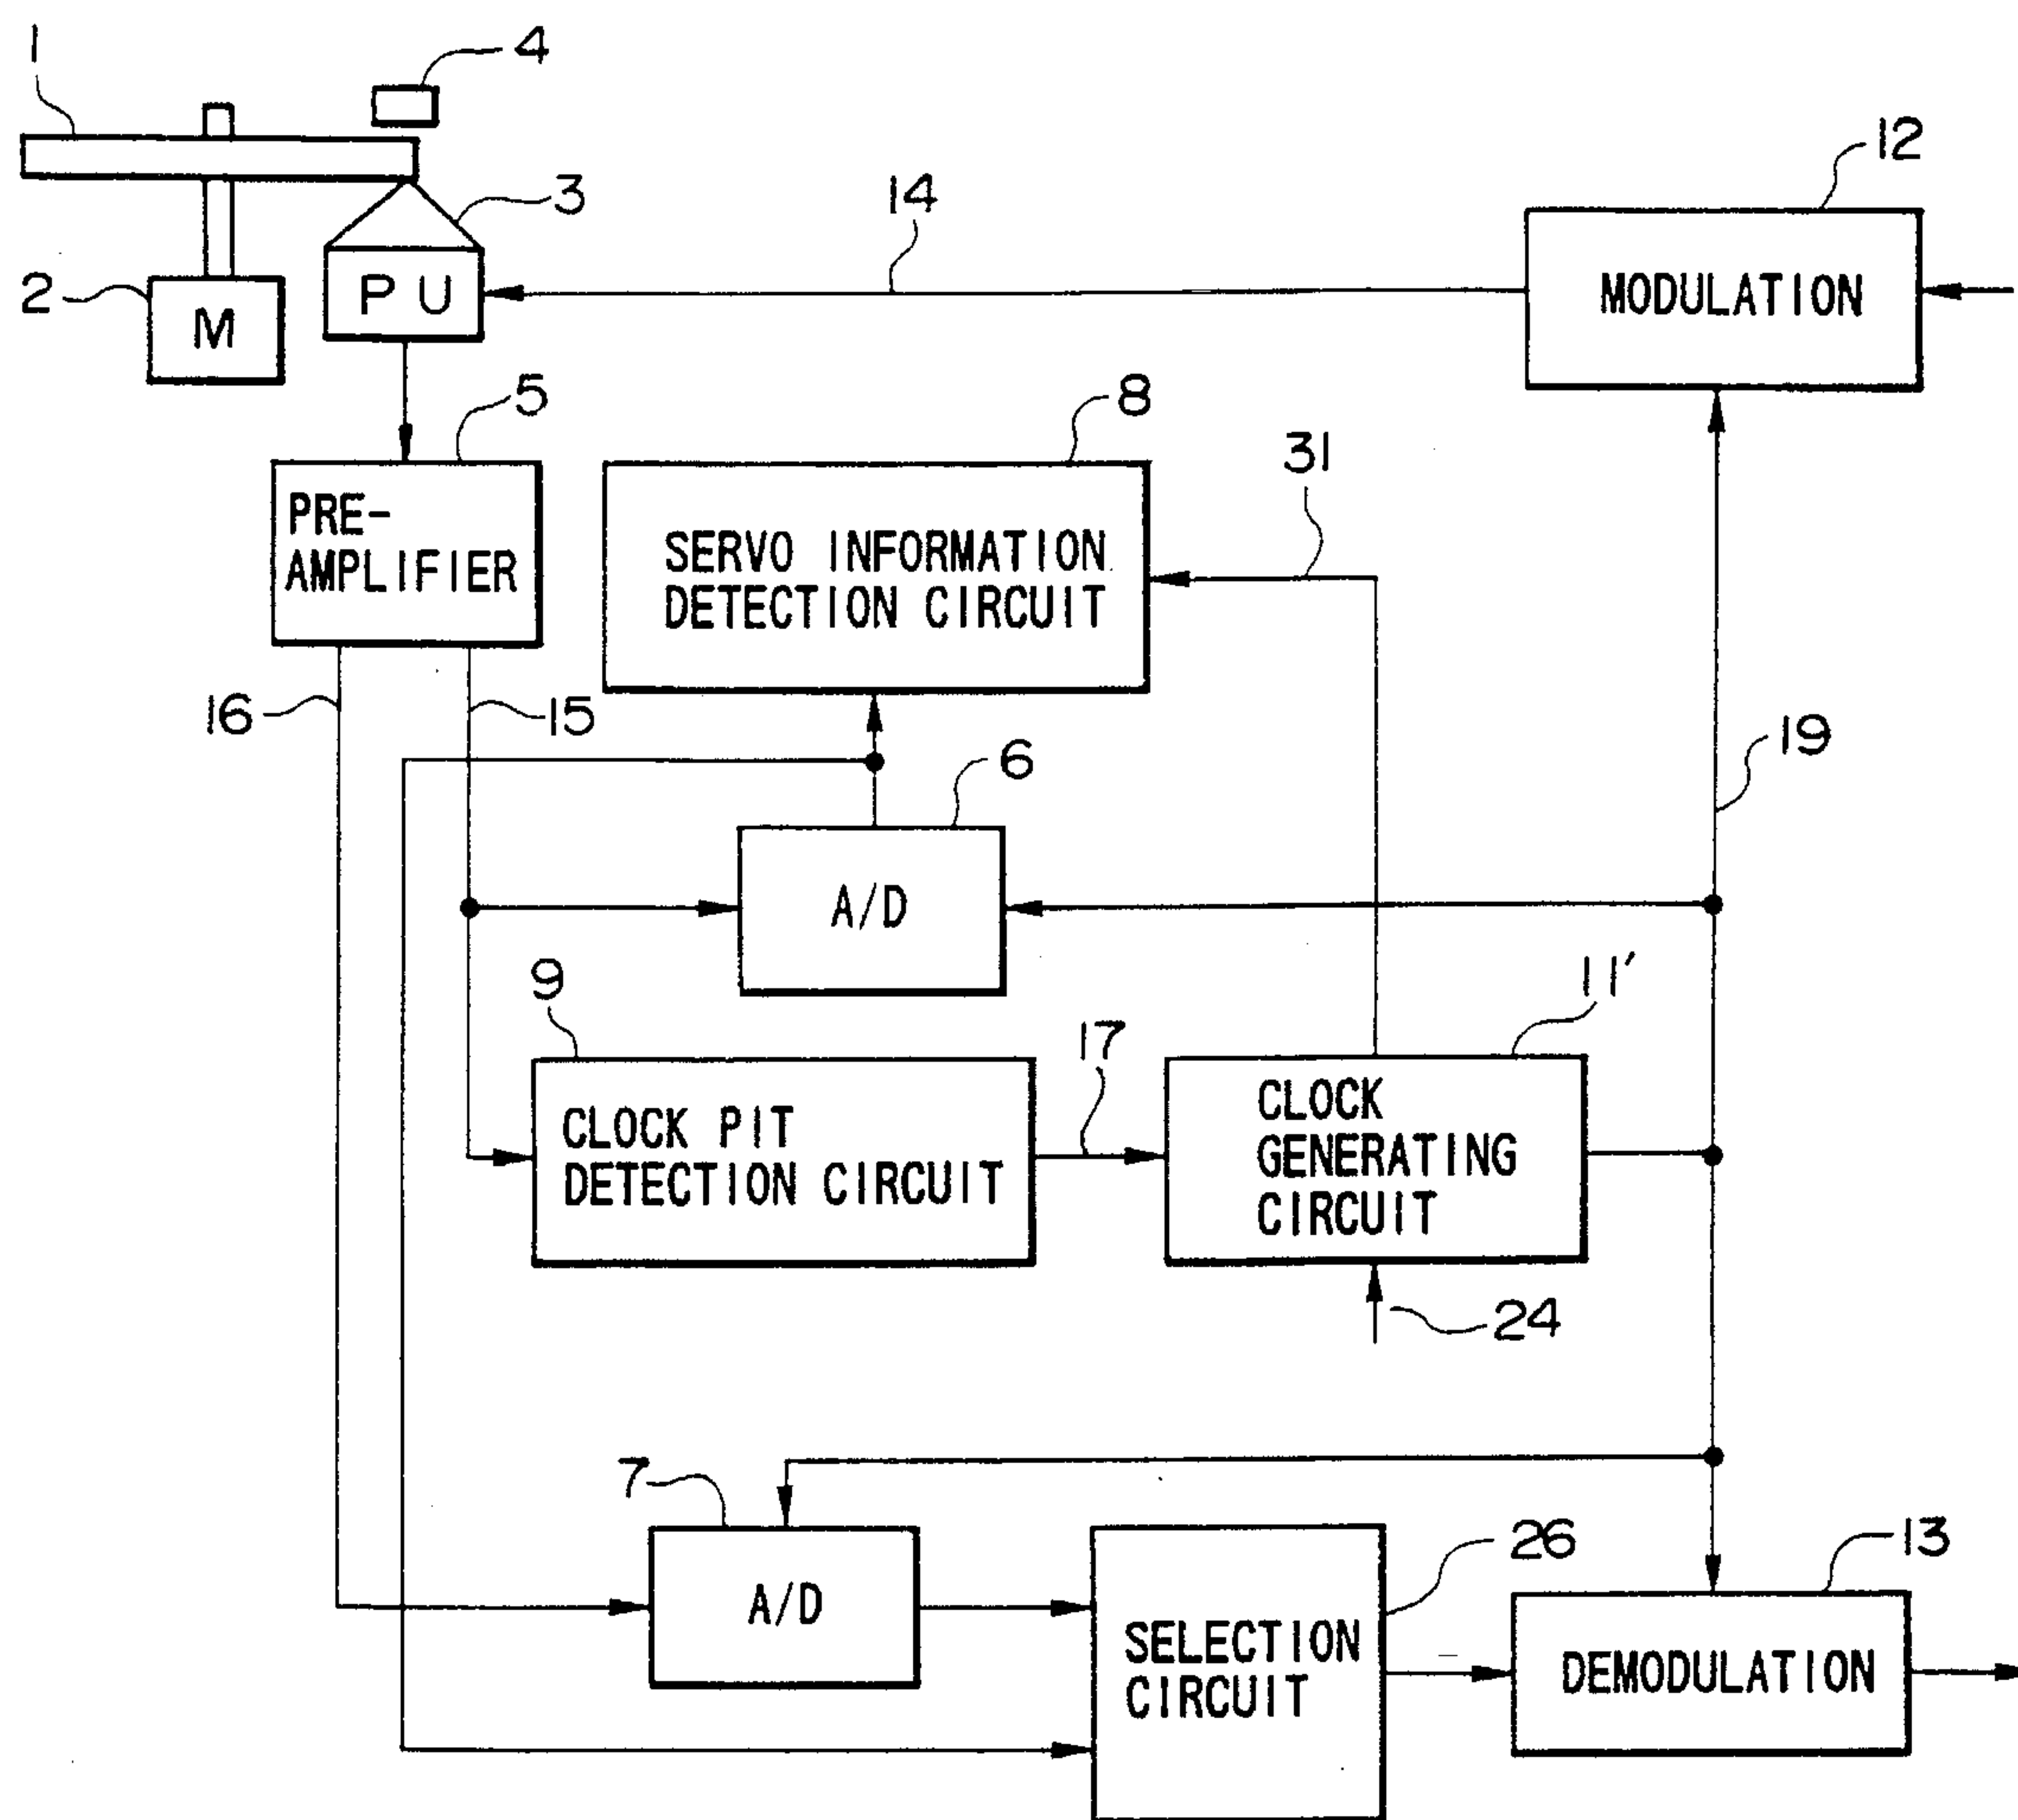 1
4
12
3
14
P U
MODULATION
2
M
5
8
31
PRE-
AMPLIFIER
SERVO INFORMATION
DETECTION CIRCUIT
16
15
19
6
A/D
9
17
11'
CLOCK PIT
DETECTION CIRCUIT
CLOCK
GENERATING
CIRCUIT
24
7
26
13
A/D
SELECTION
CIRCUIT
DEMODULATION